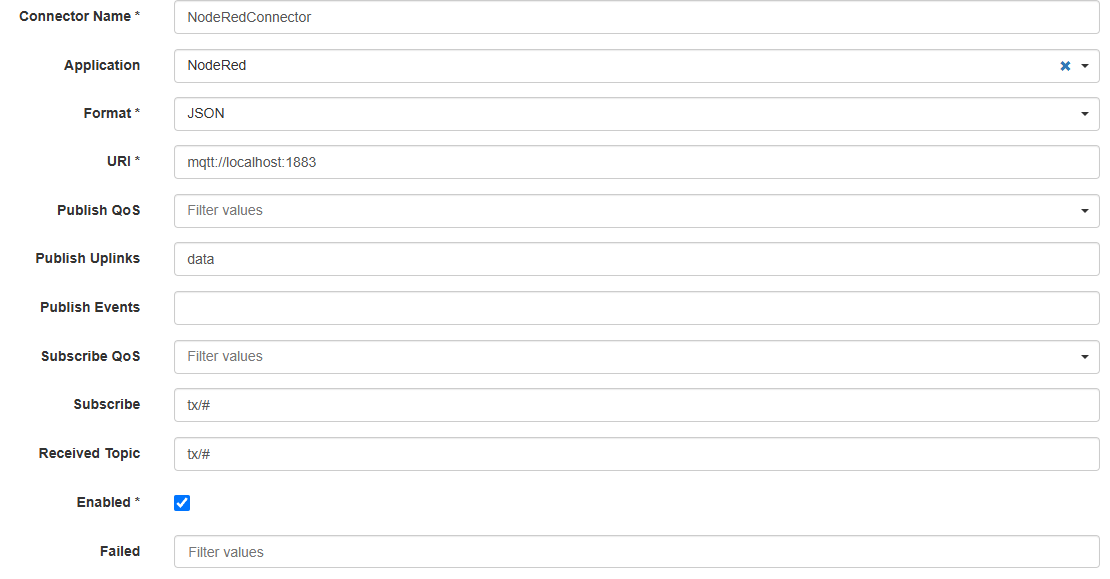 Connector Name * NodeRedConnector
Application NodeRed
Format * JSON
URI * mqtt://localhost:1883
Publish QoS Filter values
Publish Uplinks data
Publish Events
Subscribe QoS Filter values
Subscribe tx/#
Received Topic tx/#
Enabled *
Failed Filter values